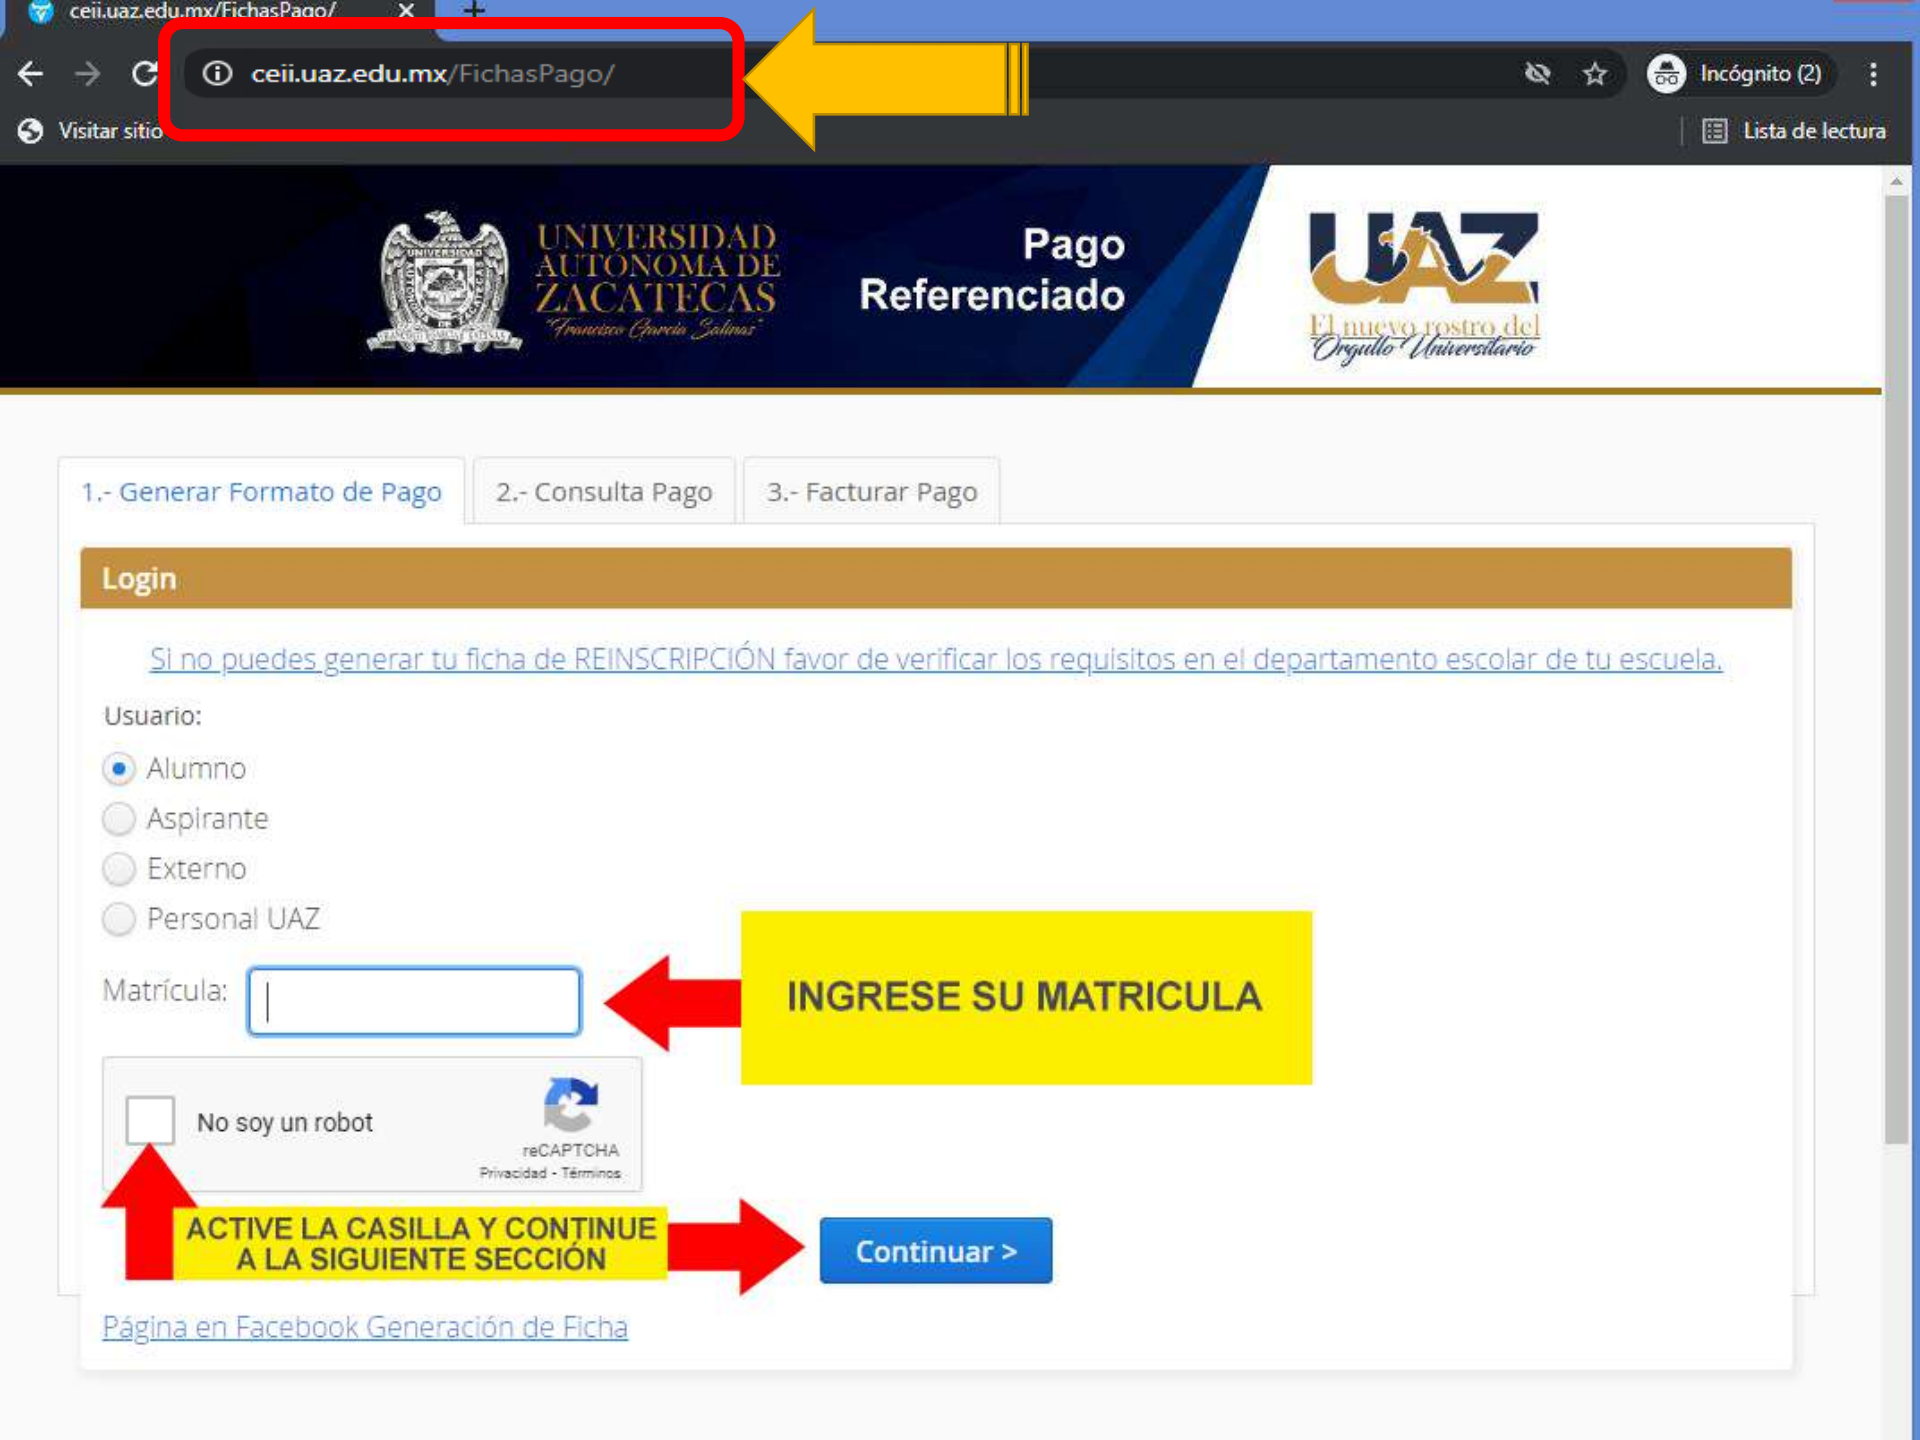 ceii.uaz.edu.mx/FichasPago/
ceii.uaz.edu.mx/FichasPago/
Incógnito (2)
Visitar sitio
Lista de lectura
UNIVERSIDAD
AUTÓNOMA DE
ZACATECAS
"Francisco García Salinas"
Pago
Referenciado
UAZ
El nuevo rostro del
Orgullo Universitario
1.- Generar Formato de Pago
2.- Consulta Pago
3.- Facturar Pago
Login
Si no puedes generar tu ficha de REINSCRIPCIÓN favor de verificar los requisitos en el departamento escolar de tu escuela.
Usuario:
Alumno
Aspirante
Externo
Personal UAZ
Matrícula:
INGRESE SU MATRICULA
No soy un robot
reCAPTCHA
Privacidad - Términos
ACTIVE LA CASILLA Y CONTINUE
A LA SIGUIENTE SECCIÓN
Continuar >
Página en Facebook Generación de Ficha